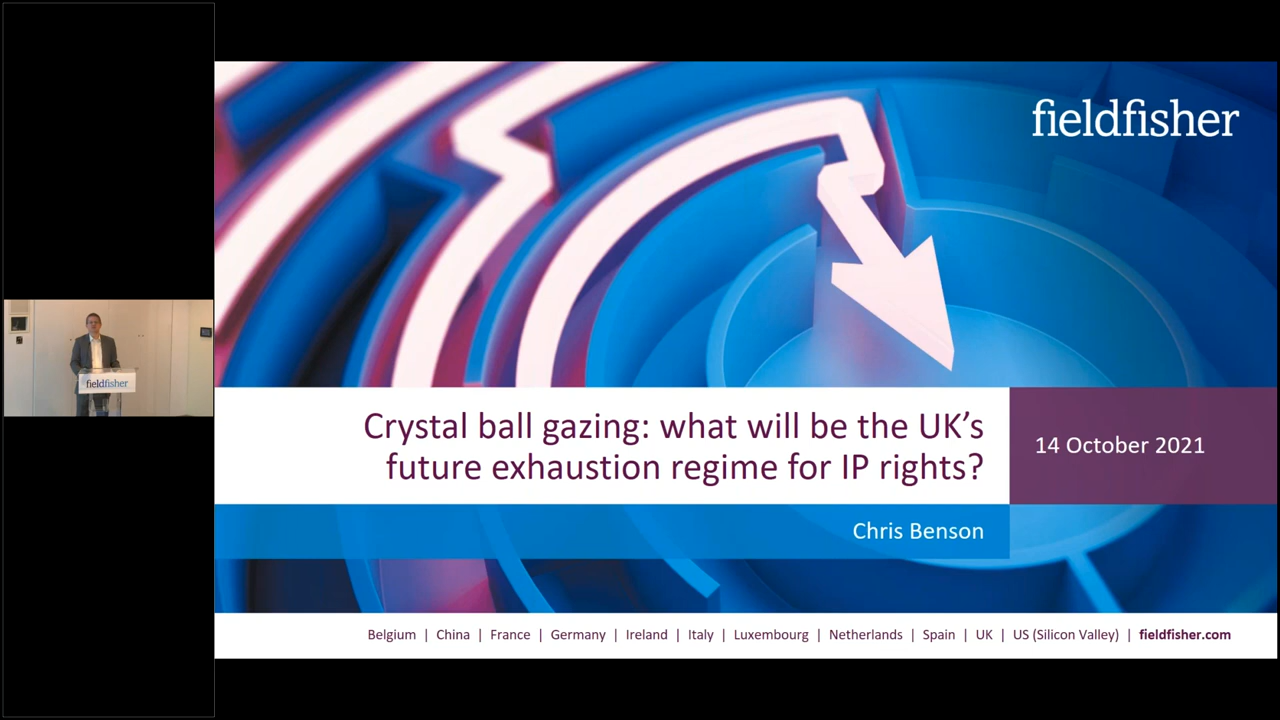 fieldfisher
fieldfisher
Crystal ball gazing: what will be the UK’s
future exhaustion regime for IP rights?
14 October 2021
Chris Benson
Belgium | China | France | Germany | Ireland | Italy | Luxembourg | Netherlands | Spain | UK | US (Silicon Valley) | fieldfisher.com